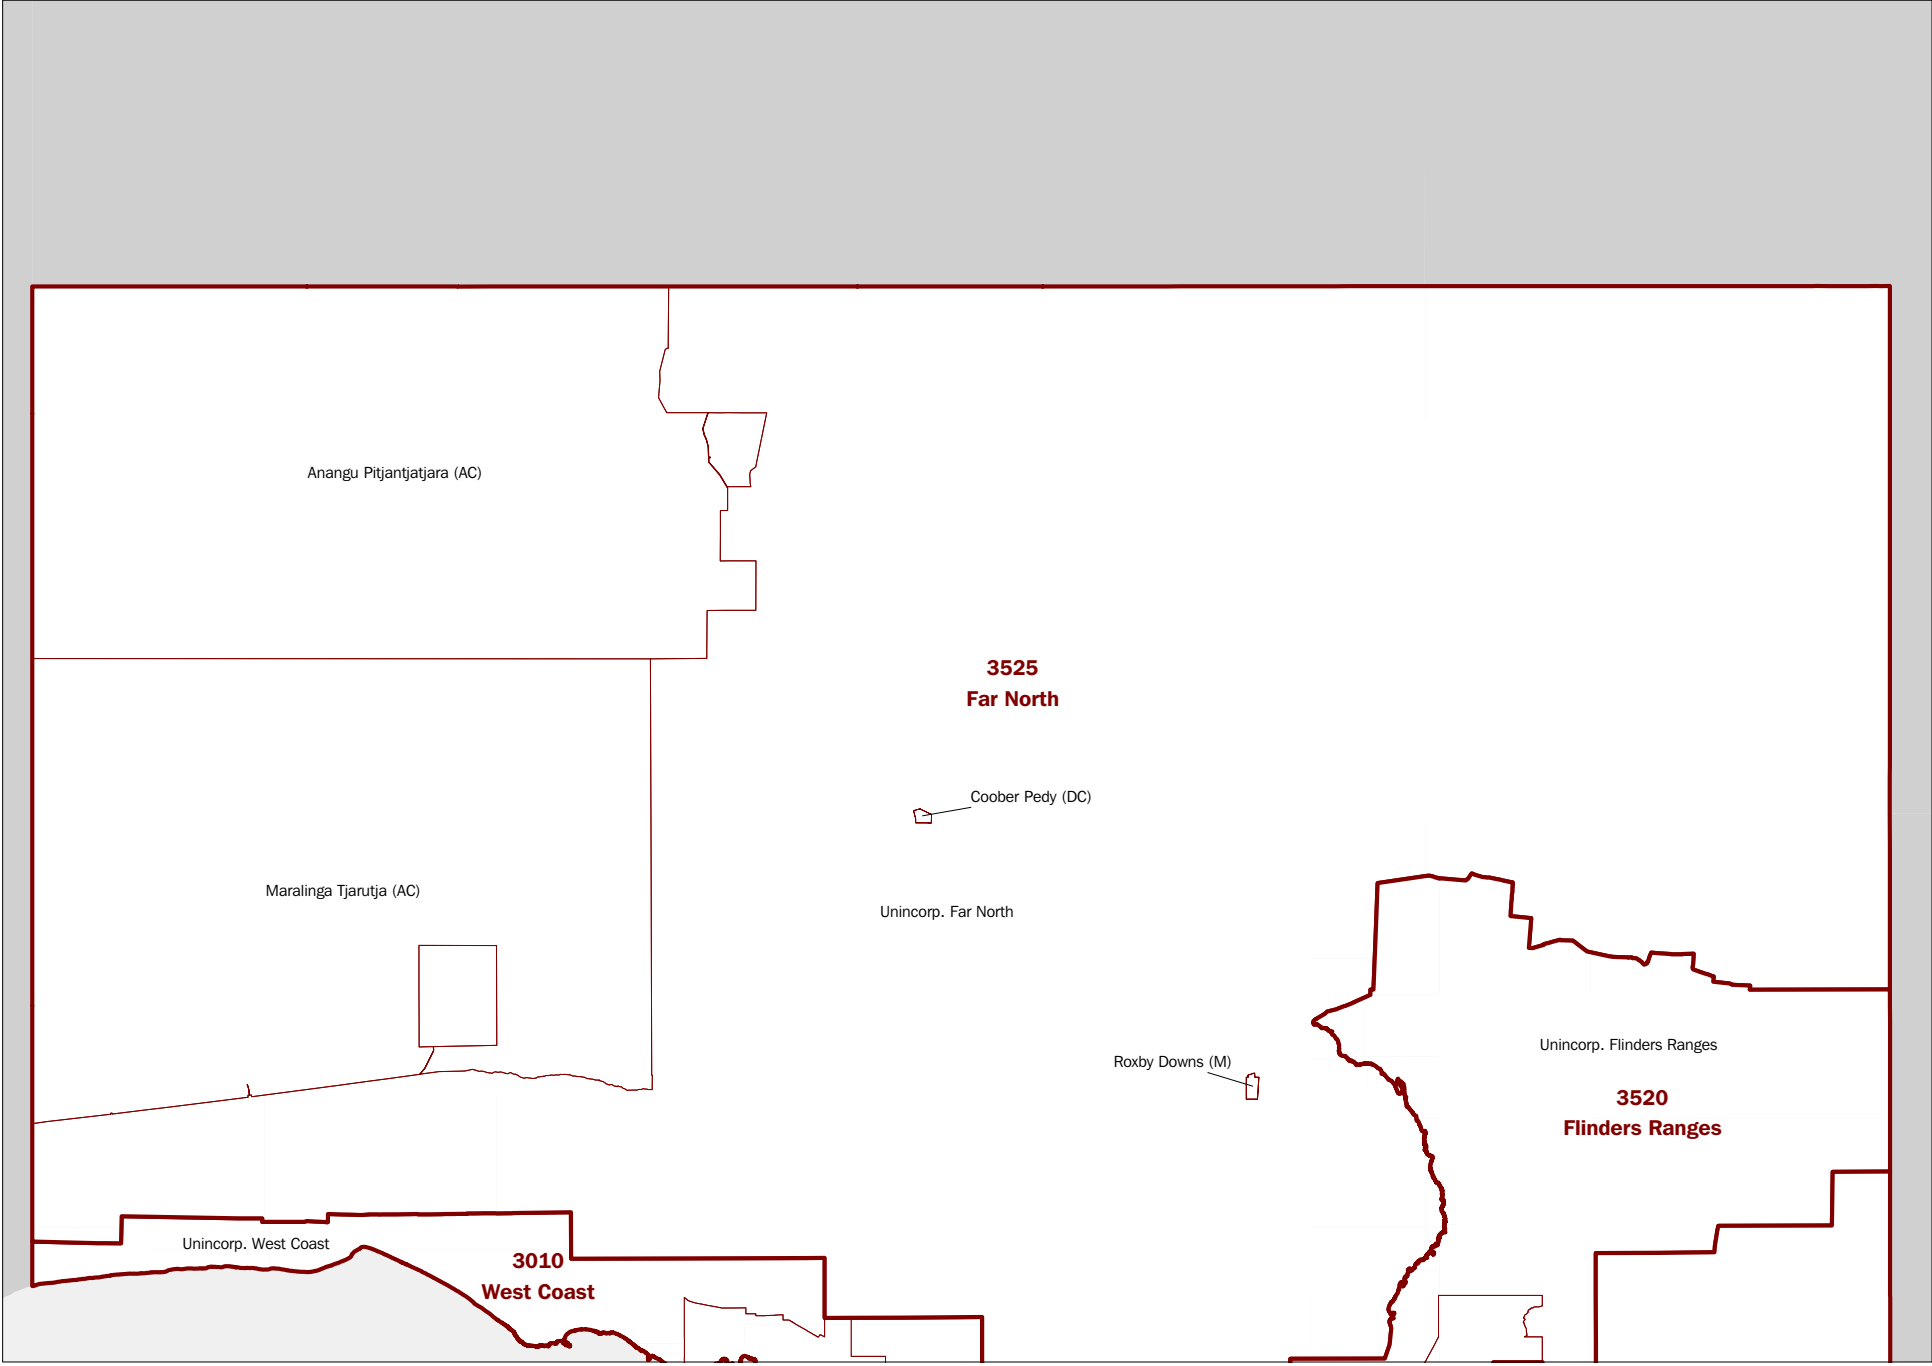 Anangu Pitjantjatjara (AC)
3525
Far North
Coober Pedy (DC)
Maralinga Tjarutja (AC)
Unincorp. Far North
Unincorp. Flinders Ranges
Roxby Downs (M)
3520
Flinders Ranges
Unincorp. West Coast
3010
West Coast